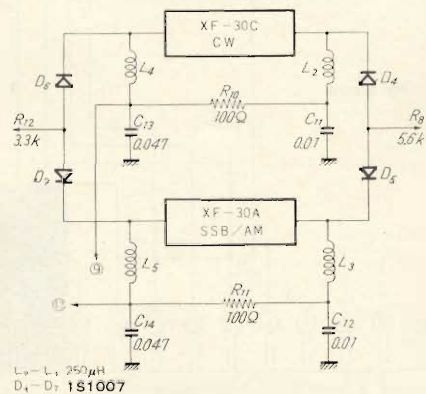 XF-30C
CW
L4
L2
D6
D4
R10
100Ω
R12
3.3k
C13
0.047
C11
0.01
R8
5.6k
D7
D5
XF-30A
SSB/AM
⑨
L5
L3
R11
100Ω
C14
0.047
C12
0.01
L2-L5 250μH
D4-D7 1S1007